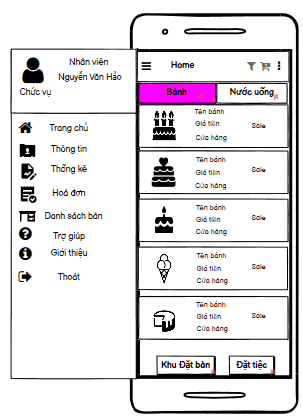 Nhân viên
Nguyễn Văn Hảo
Chức vụ
Trang chủ
Thông tin
Thống kê
Hoá đơn
Danh sách bàn
Trợ giúp
Giới thiệu
Thoát
Home
Bánh
Nước uống
Tên bánh
Giá tiền
Sale
Cửa hàng
Tên bánh
Giá tiền
Sale
Cửa hàng
Tên bánh
Giá tiền
Sale
Cửa hàng
Tên bánh
Giá tiền
Sale
Cửa hàng
Tên bánh
Giá tiền
Sale
Cửa hàng
Khu Đặt bàn
Đặt tiệc